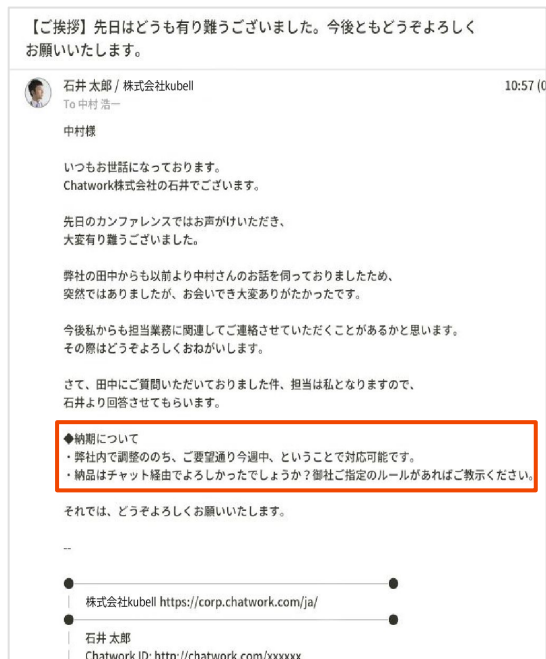 【ご挨拶】先日はどうも有り難うございました。今後ともどうぞよろしく
お願いいたします。
石井 太郎 / 株式会社kubell
10:57 (0
To 中村 浩一
中村様
いつもお世話になっております。
Chatwork株式会社の石井でございます。
先日のカンファレンスではお声がけいただき、
大変有り難うございました。
弊社の田中からも以前より中村さんのお話を伺っておりましたため、
突然ではありましたが、お会いでき大変ありがたかったです。
今後私からも担当業務に関連してご連絡させていただくことがあるかと思います。
その際はどうぞよろしくおねがいします。
さて、田中にご質問いただいておりました件、担当は私となりますので、
石井より回答させてもらいます。
◆納期について
・弊社内で調整ののち、ご要望通り今週中、ということで対応可能です。
・納品はチャット経由でよろしかったでしょうか？御社ご指定のルールがあればご教示ください。
それでは、どうぞよろしくお願いいたします。
--
株式会社kubell https://corp.chatwork.com/ja/
石井 太郎
Chatwork ID: http://chatwork.com/xxxxxx